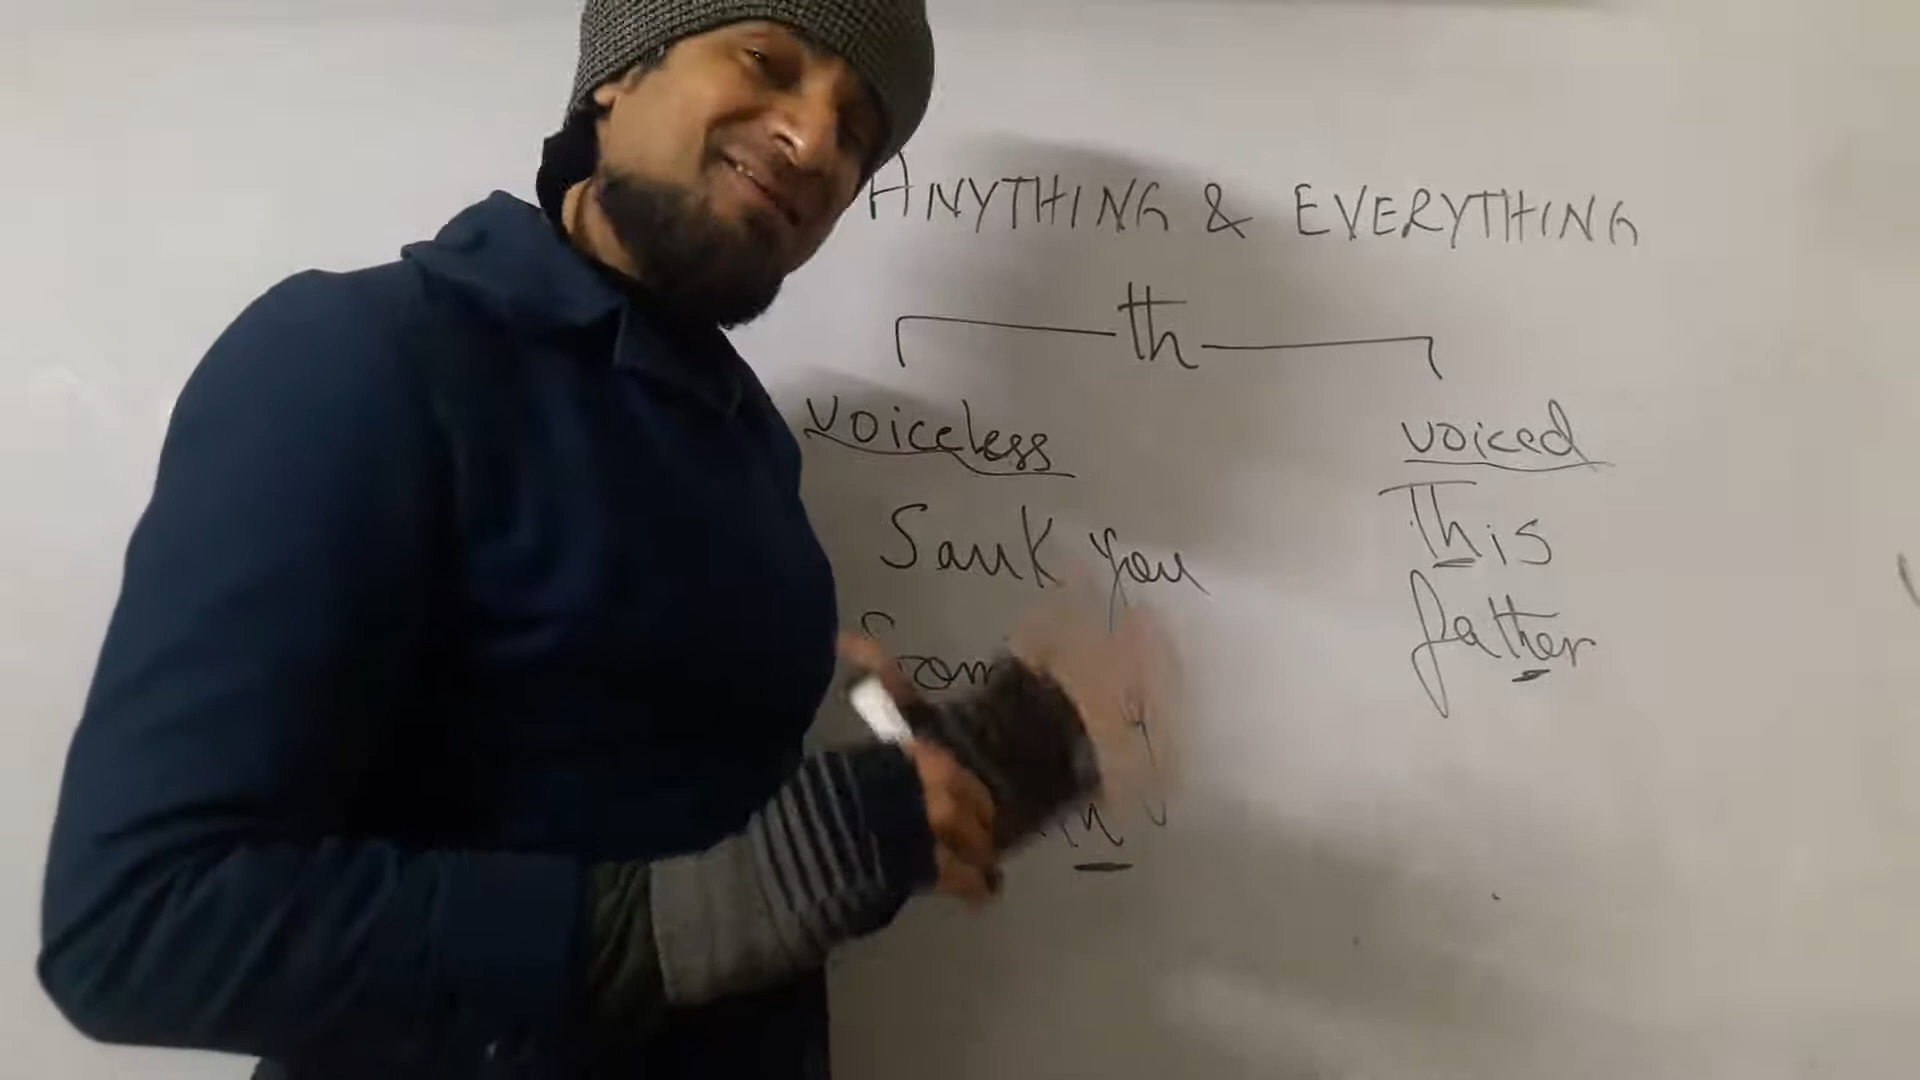 ANYTHING & EVERYTHING
th
voiceless voiced
Sank you This
father